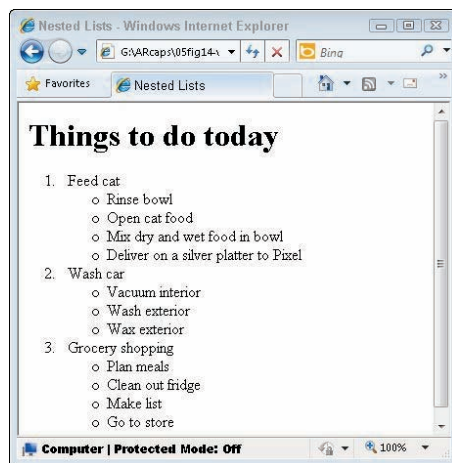 Nested Lists - Windows Internet Explorer
G:\ARcaps\05fig14-
Bing
Favorites
Nested Lists
Things to do today
1. Feed cat
Rinse bowl
Open cat food
Mix dry and wet food in bowl
Deliver on a silver platter to Pixel
2. Wash car
Vacuum interior
Wash exterior
Wax exterior
3. Grocery shopping
Plan meals
Clean out fridge
Make list
Go to store
Computer | Protected Mode: Off
100%